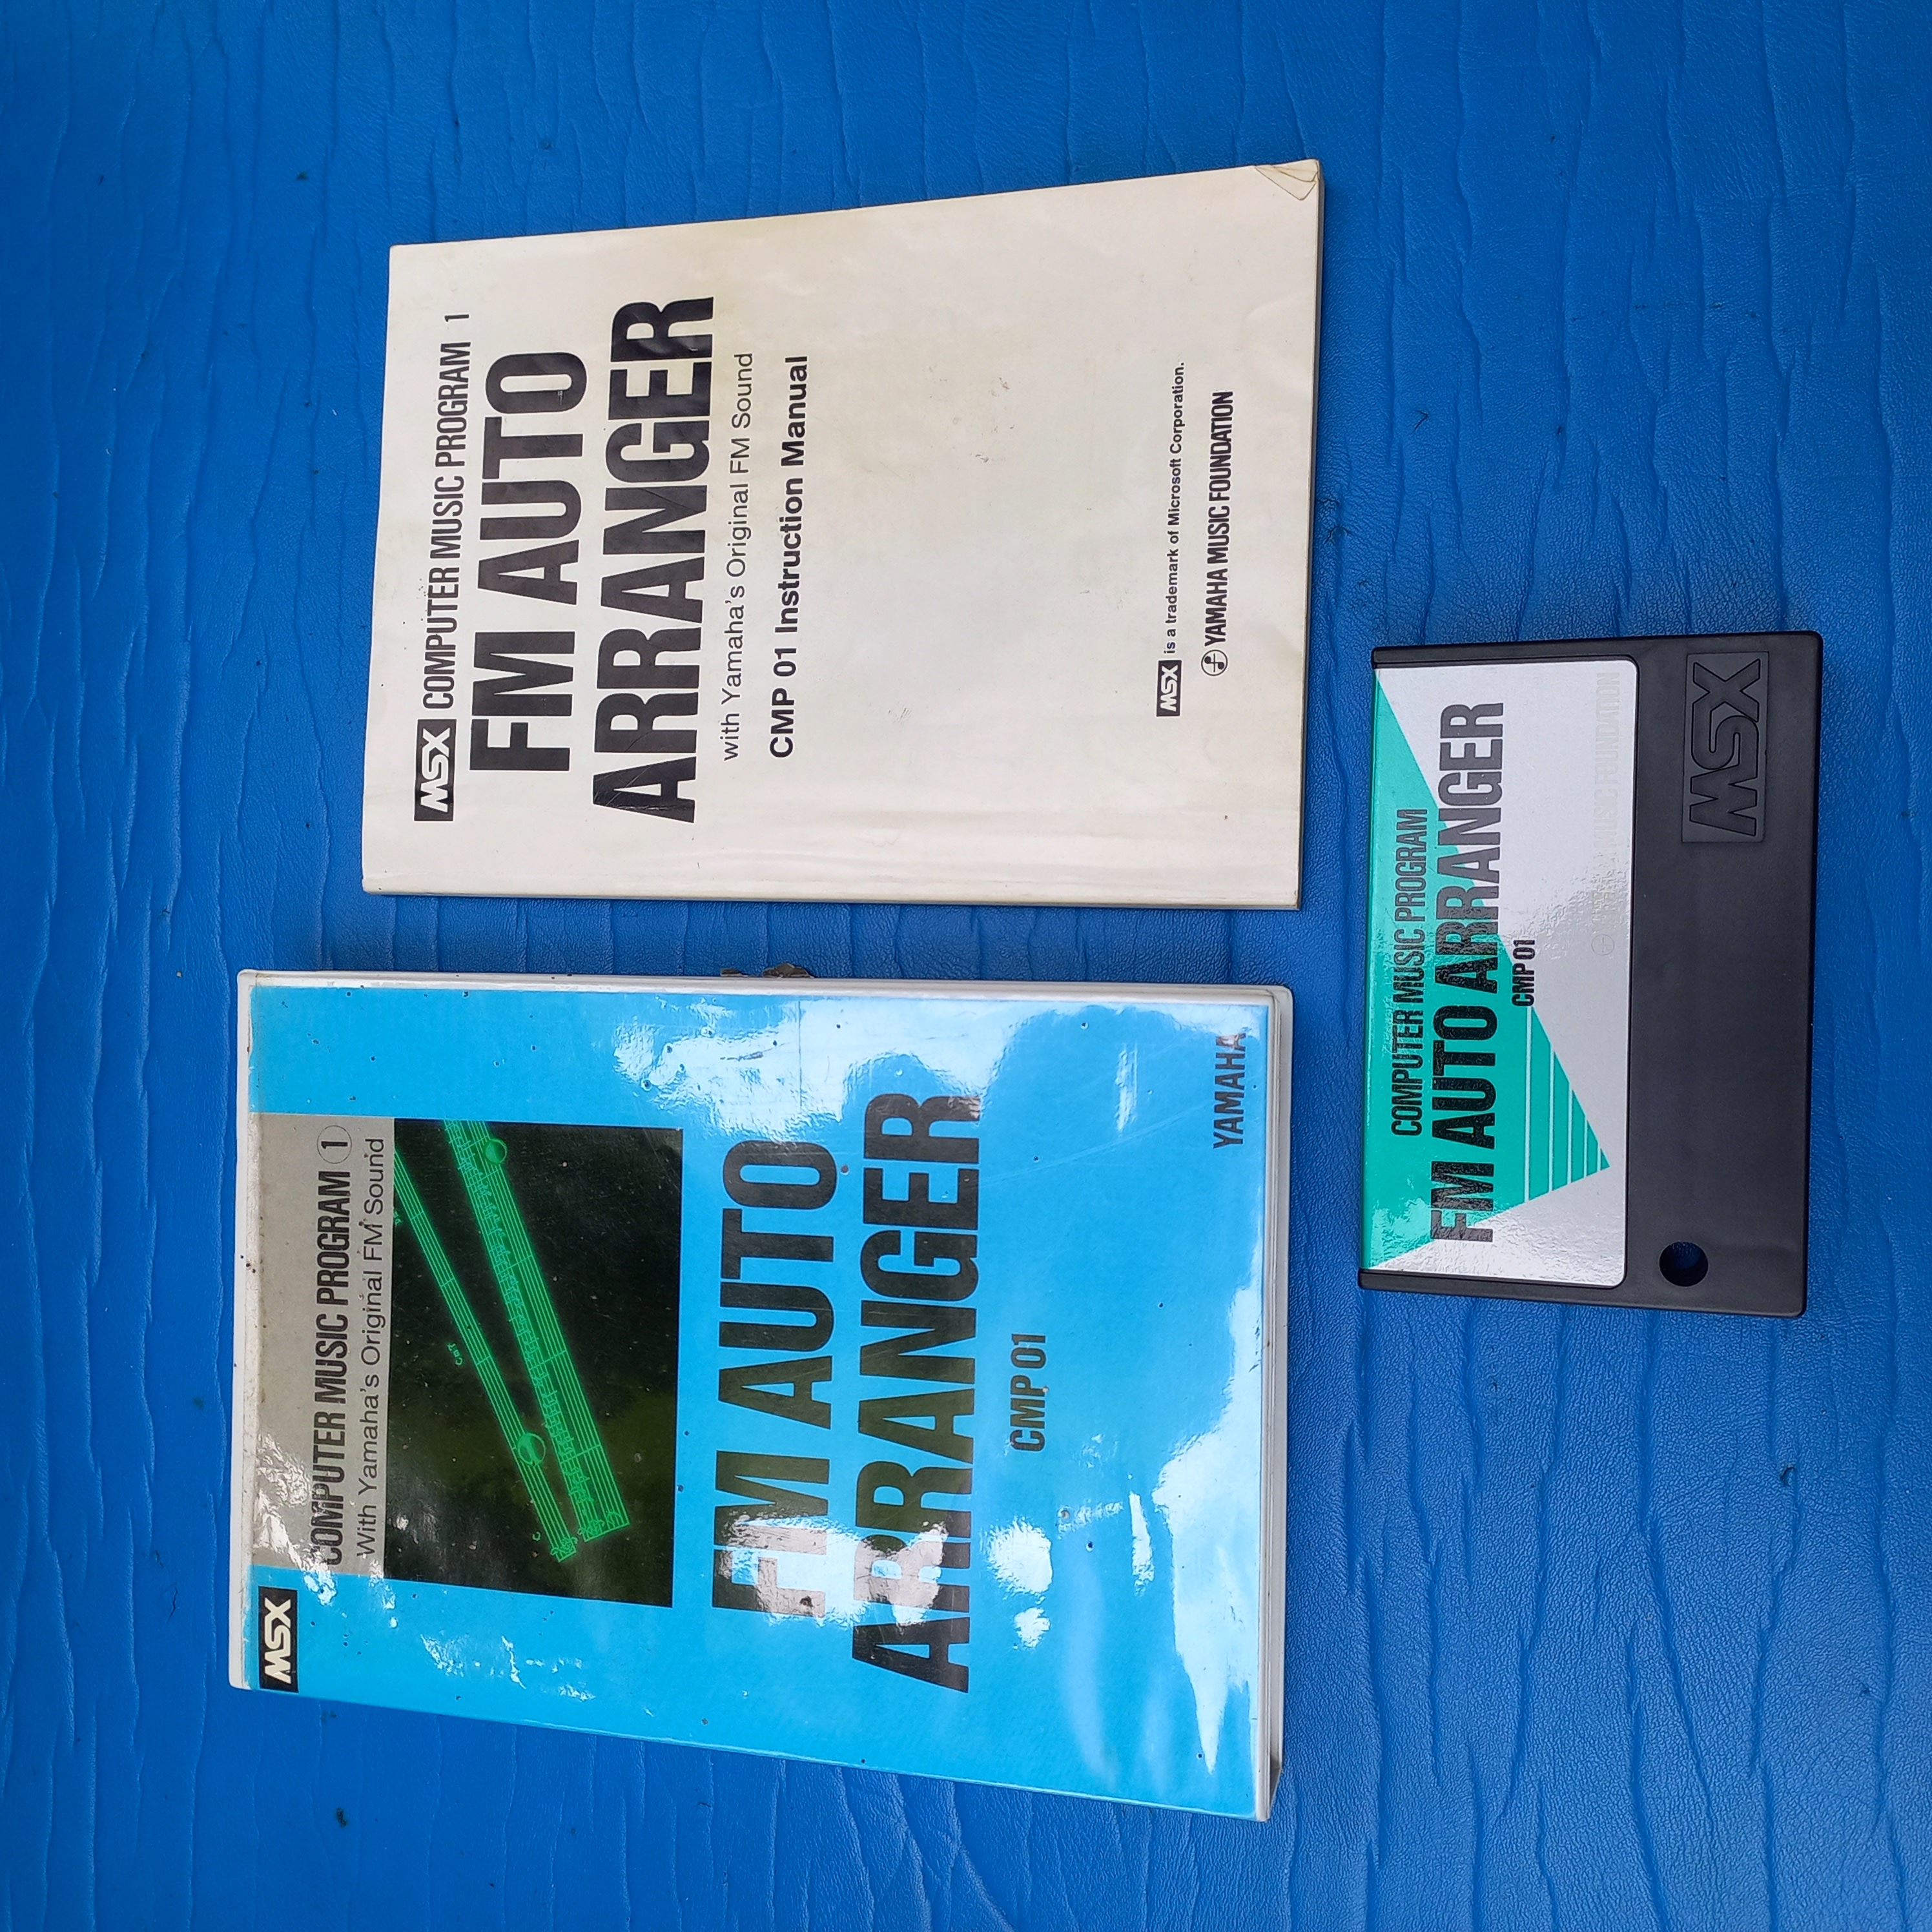 MSX
COMPUTER MUSIC PROGRAM 1
With Yamaha's Original FM Sound
FM AUTO
ARRANGER
CMP 01
YAMAHA
MSX COMPUTER MUSIC PROGRAM 1
FM AUTO
ARRANGER
with Yamaha's Original FM Sound
CMP 01 Instruction Manual
MSX is a trademark of Microsoft Corporation.
YAMAHA MUSIC FOUNDATION
COMPUTER MUSIC PROGRAM
FM AUTO ARRANGER
CMP 01
MUSIC FOUNDATION
MSX